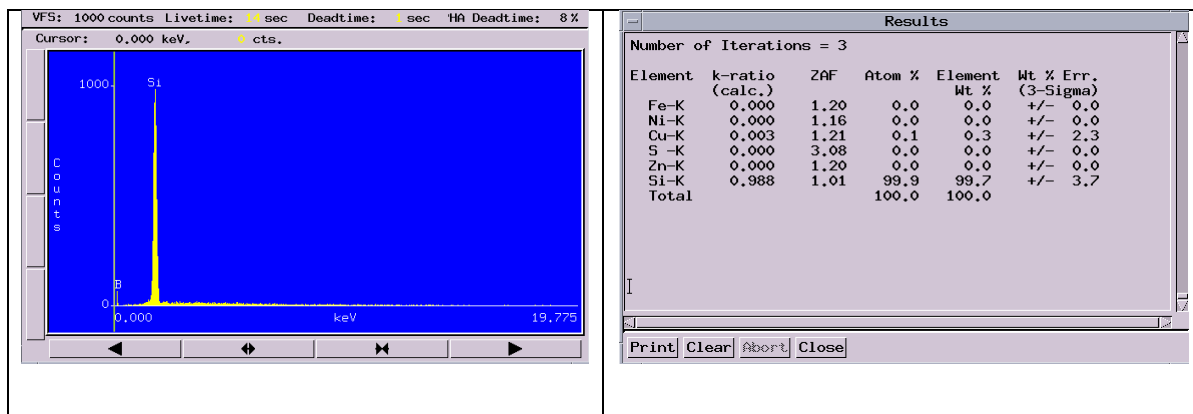 VFS: 1000 counts Livetime: 14 sec Deadtime: 1 sec 'HA Deadtime: 8%
Cursor: 0.000 keV, 0 cts.
1000
Si
Counts
B
0
0.000 keV 19.775
Results
Number of Iterations = 3
Element k-ratio ZAF Atom % Element Wt % Err.
(calc.) Wt % (3-Sigma)
Fe-K 0.000 1.20 0.0 0.0 +/- 0.0
Ni-K 0.000 1.16 0.0 0.0 +/- 0.0
Cu-K 0.003 1.21 0.1 0.3 +/- 2.3
S -K 0.000 3.08 0.0 0.0 +/- 0.0
Zn-K 0.000 1.20 0.0 0.0 +/- 0.0
Si-K 0.988 1.01 99.9 99.7 +/- 3.7
Total 100.0 100.0
Print Clear Abort Close